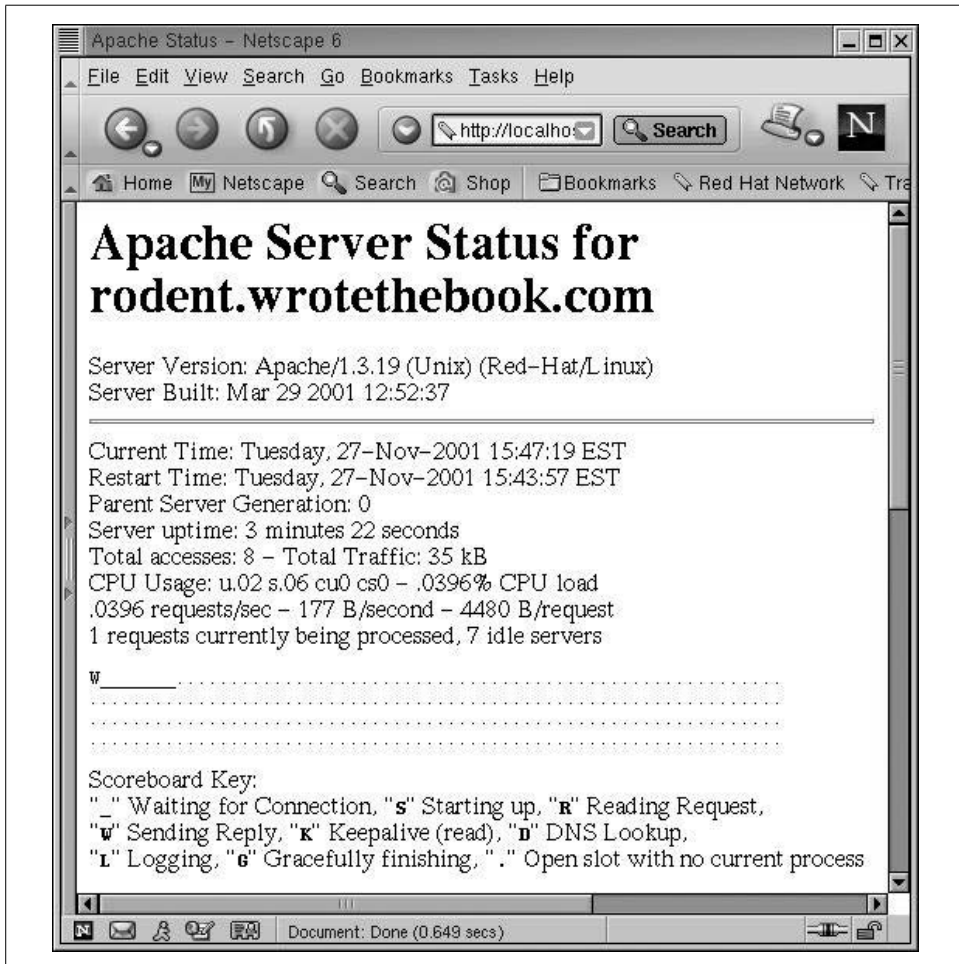 Apache Status – Netscape 6
File Edit View Search Go Bookmarks Tasks Help
http://localhos Search N
Home My Netscape Search Shop Bookmarks Red Hat Network Tra
Apache Server Status for
rodent.wrotethebook.com
Server Version: Apache/1.3.19 (Unix) (Red–Hat/Linux)
Server Built: Mar 29 2001 12:52:37
Current Time: Tuesday, 27–Nov–2001 15:47:19 EST
Restart Time: Tuesday, 27–Nov–2001 15:43:57 EST
Parent Server Generation: 0
Server uptime: 3 minutes 22 seconds
Total accesses: 8 – Total Traffic: 35 kB
CPU Usage: u.02 s.06 cu0 cs0 – .0396% CPU load
.0396 requests/sec – 177 B/second – 4480 B/request
1 requests currently being processed, 7 idle servers
W_______.........................................................
................................................................
................................................................
................................................................
Scoreboard Key:
"_" Waiting for Connection, "S" Starting up, "R" Reading Request,
"W" Sending Reply, "K" Keepalive (read), "D" DNS Lookup,
"L" Logging, "G" Gracefully finishing, "." Open slot with no current process
N Document: Done (0.649 secs)